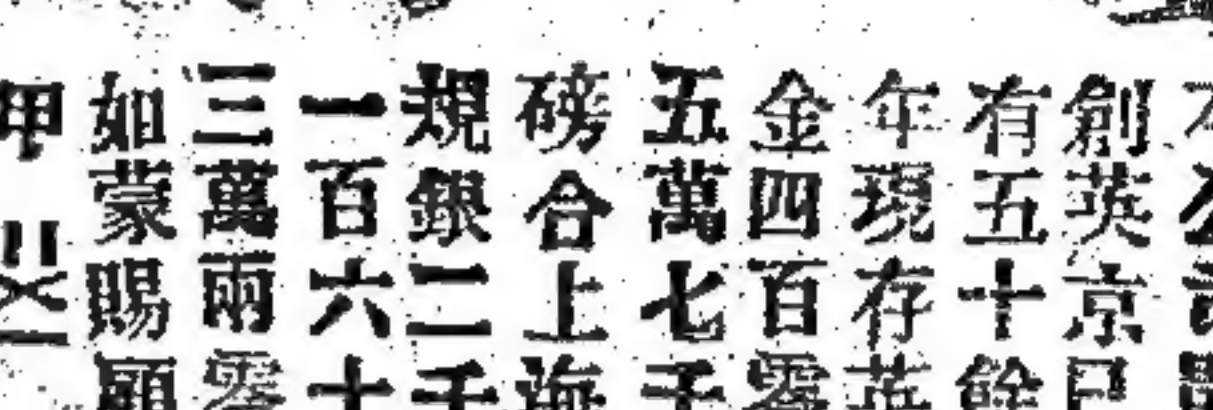 創英京已
有五十餘
年現存英
金四百零
五萬七千
磅合上海
規銀二千
一百六十
三萬兩零
如蒙賜顧